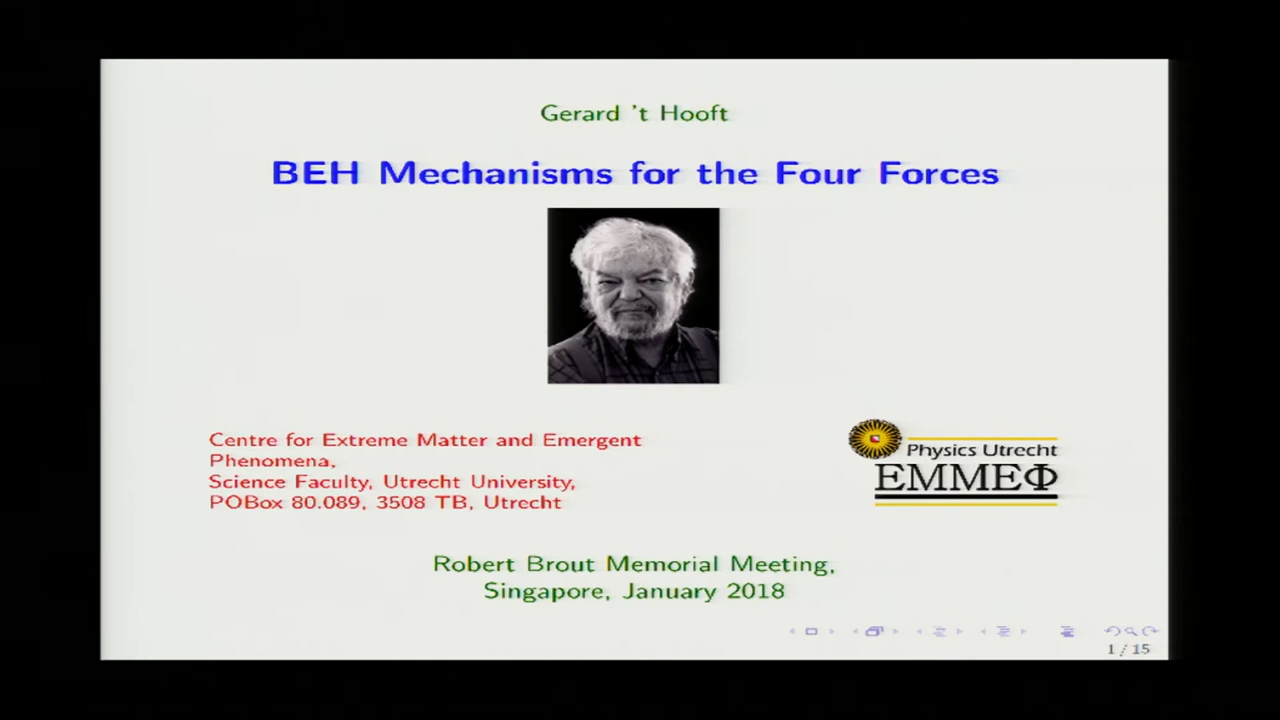 Gerard 't Hooft
BEH Mechanisms for the Four Forces
Centre for Extreme Matter and Emergent
Phenomena,
Science Faculty, Utrecht University,
POBox 80.089, 3508 TB, Utrecht
Physics Utrecht
EMMEΦ
Robert Brout Memorial Meeting,
Singapore, January 2018
1 / 15